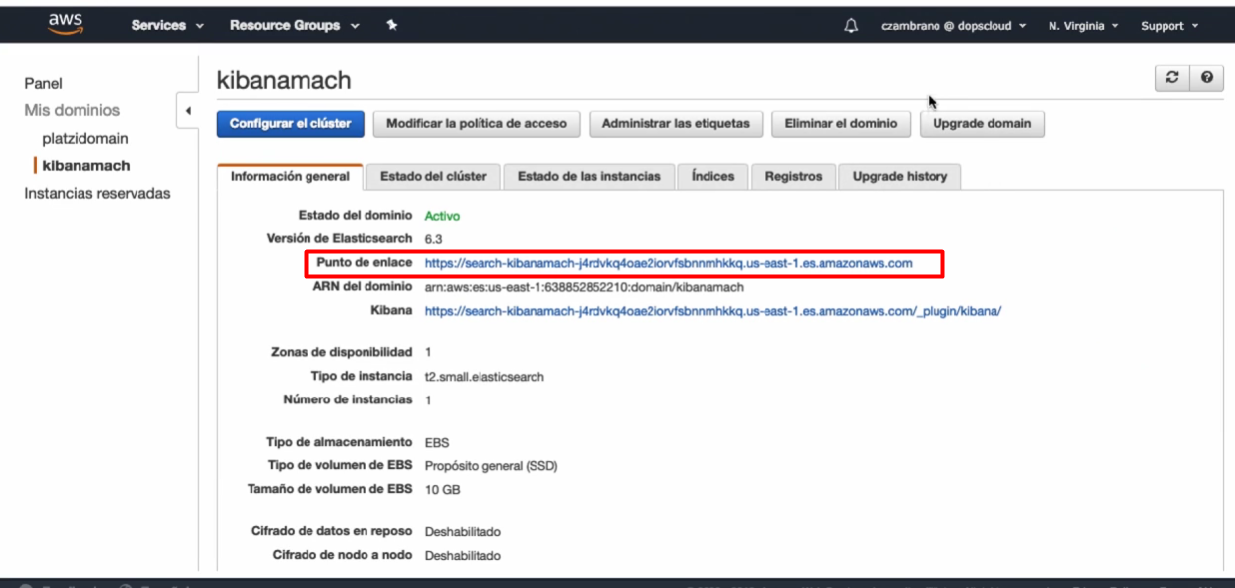 aws Services Resource Groups czambrano @ dopscloud N. Virginia Support
Panel
Mis dominios
platzidomain
kibanamach
Instancias reservadas
kibanamach
Configurar el clúster Modificar la política de acceso Administrar las etiquetas Eliminar el dominio Upgrade domain
Información general Estado del clúster Estado de las instancias Índices Registros Upgrade history
Estado del dominio Activo
Versión de Elasticsearch 6.3
Punto de enlace https://search-kibanamach-j4rdvkq4oae2iorvfsbnnmhkkq.us-east-1.es.amazonaws.com
ARN del dominio arn:aws:es:us-east-1:638852852210:domain/kibanamach
Kibana https://search-kibanamach-j4rdvkq4oae2iorvfsbnnmhkkq.us-east-1.es.amazonaws.com/_plugin/kibana/
Zonas de disponibilidad 1
Tipo de instancia t2.small.elasticsearch
Número de instancias 1
Tipo de almacenamiento EBS
Tipo de volumen de EBS Propósito general (SSD)
Tamaño de volumen de EBS 10 GB
Cifrado de datos en reposo Deshabilitado
Cifrado de nodo a nodo Deshabilitado